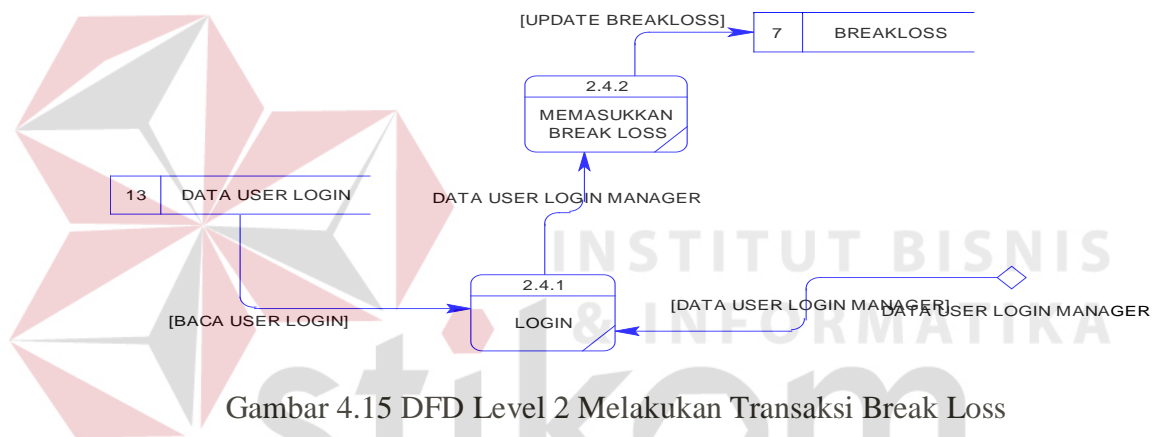 [UPDATE BREAKLOSS]
7 BREAKLOSS
2.4.2
MEMASUKKAN
BREAK LOSS
13 DATA USER LOGIN
DATA USER LOGIN MANAGER
INSTITUT BISNIS
& INFORMATIKA
2.4.1
LOGIN
[BACA USER LOGIN]
[DATA USER LOGIN MANAGER]
DATA USER LOGIN MANAGER
stikom
Gambar 4.15 DFD Level 2 Melakukan Transaksi Break Loss